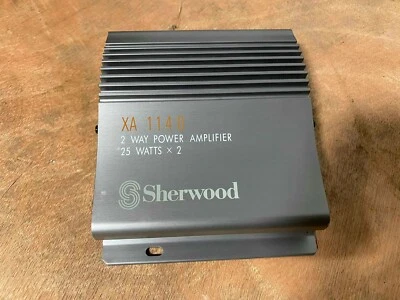 XA 1140
2 WAY POWER AMPLIFIER
25 WATTS × 2
Sherwood